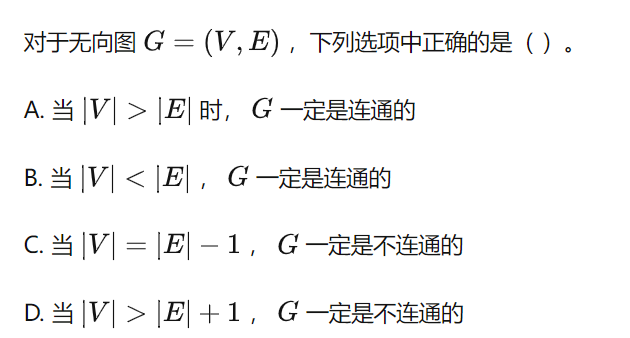 对于无向图 G = (V, E) ，下列选项中正确的是（ ）。
A. 当 |V| > |E| 时， G 一定是连通的
B. 当 |V| < |E| ， G 一定是连通的
C. 当 |V| = |E| − 1 ， G 一定是不连通的
D. 当 |V| > |E| + 1 ， G 一定是不连通的